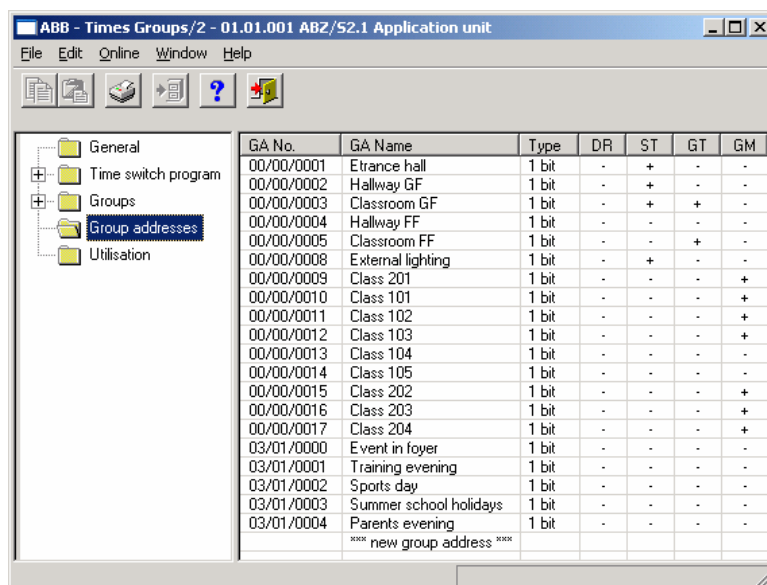 ABB - Times Groups/2 - 01.01.001 ABZ/S2.1 Application unit
File Edit Online Window Help
General
Time switch program
Groups
Group addresses
Utilisation
GA No. GA Name Type DR ST GT GM
00/00/0001 Etrance hall 1 bit - + - -
00/00/0002 Hallway GF 1 bit - + - -
00/00/0003 Classroom GF 1 bit - + + -
00/00/0004 Hallway FF 1 bit - - - -
00/00/0005 Classroom FF 1 bit - - + -
00/00/0008 External lighting 1 bit - + - -
00/00/0009 Class 201 1 bit - - - +
00/00/0010 Class 101 1 bit - - - +
00/00/0011 Class 102 1 bit - - - +
00/00/0012 Class 103 1 bit - - - +
00/00/0013 Class 104 1 bit - - - -
00/00/0014 Class 105 1 bit - - - -
00/00/0015 Class 202 1 bit - - - +
00/00/0016 Class 203 1 bit - - - +
00/00/0017 Class 204 1 bit - - - +
03/01/0000 Event in foyer 1 bit - - - -
03/01/0001 Training evening 1 bit - - - -
03/01/0002 Sports day 1 bit - - - -
03/01/0003 Summer school holidays 1 bit - - - -
03/01/0004 Parents evening 1 bit - - - -
*** new group address ***